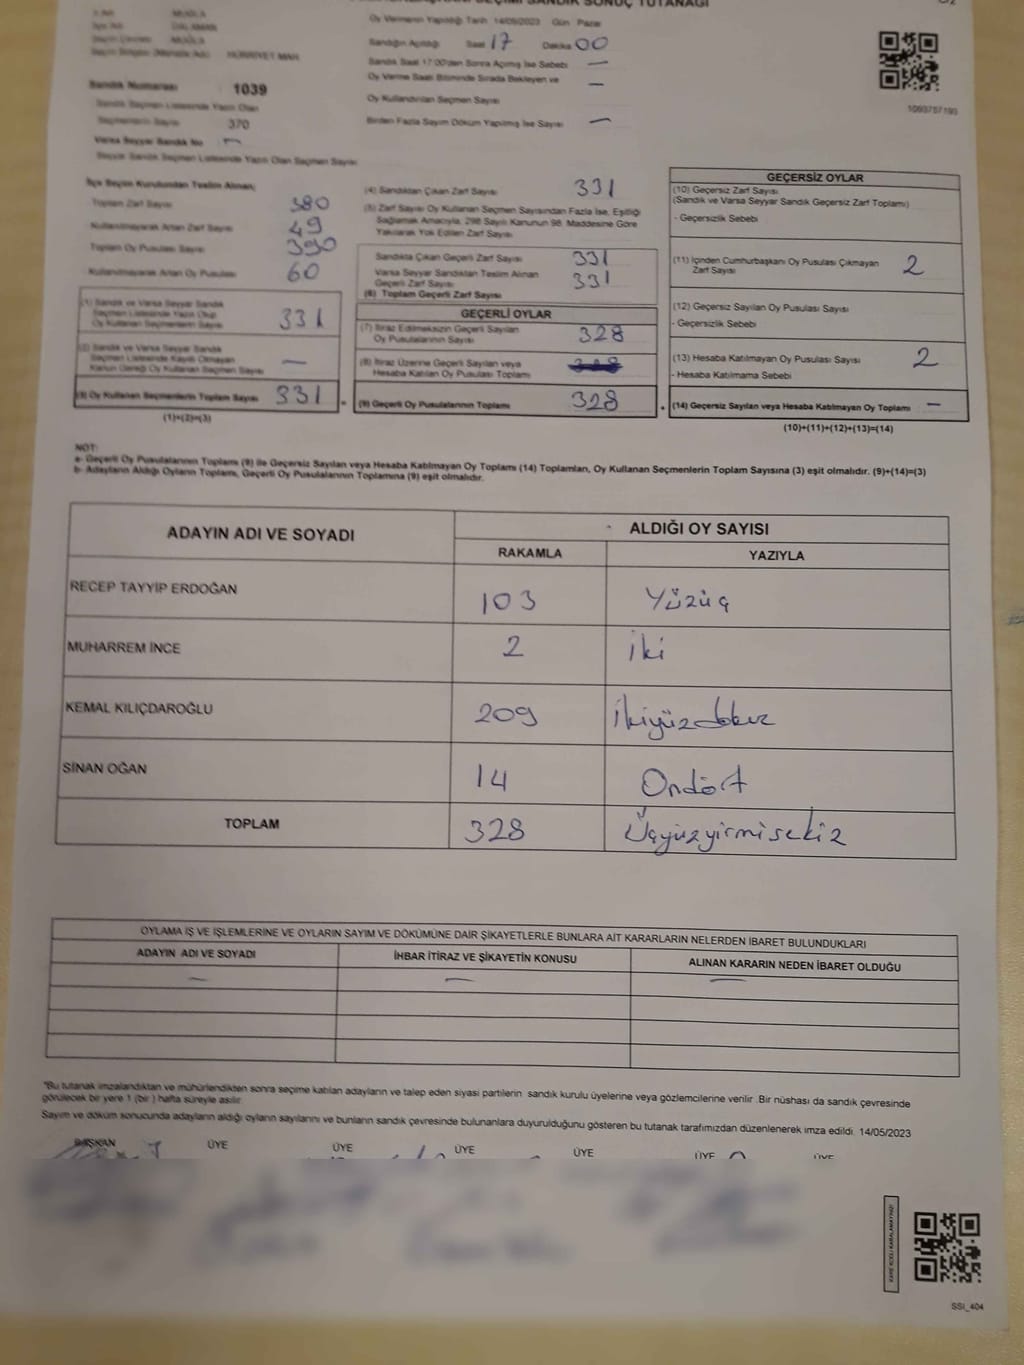 SANDIK SONUÇ TUTANAĞI
Oy Vermenin Yapıldığı Tarih 14/05/2023 Gün Pazar
MUĞLA
Sandığın Açıldığı Saat 17 Dakika 00
DALAMAN
MUĞLA
HÜRRİYET MAH.
Sandık Saat 17:00'den Sonra Açılmış İse Sebebi —
Oy Verme Saati Bitiminde Sırada Bekleyen ve
Oy Kullandırılan Seçmen Sayısı —
Birden Fazla Sayım Döküm Yapılmış İse Sayısı —
1093757193
Sandık Numarası 1039
Sandık Seçmen Listesinde Yazılı Olan
Seçmenlerin Sayısı 370
Varsa Seyyar Sandık No —
Seyyar Sandık Seçmen Listesinde Yazılı Olan Seçmen Sayısı
İlçe Seçim Kurulundan Teslim Alınan;
Toplam Zarf Sayısı 380
Kullanılmayarak Artan Zarf Sayısı 49
Toplam Oy Pusulası Sayısı 390
Kullanılmayarak Artan Oy Pusulası 60
(1) Sandık ve Varsa Seyyar Sandık
Seçmen Listesinde Yazılı Olup
Oy Kullanan Seçmenlerin Sayısı 331
(2) Sandık ve Varsa Seyyar Sandık
Seçmen Listesinde Kayıtlı Olmayan
Kanun Gereği Oy Kullanan Seçmen Sayısı —
(3) Oy Kullanan Seçmenlerin Toplam Sayısı 331
(1)+(2)=(3)
(4) Sandıktan Çıkan Zarf Sayısı 331
(5) Zarf Sayısı Oy Kullanan Seçmen Sayısından Fazla İse, Eşitliği
Sağlamak Amacıyla, 298 Sayılı Kanunun 98. Maddesine Göre
Yakılarak Yok Edilen Zarf Sayısı
Sandıkta Çıkan Geçerli Zarf Sayısı 331
Varsa Seyyar Sandıktan Teslim Alınan
Geçerli Zarf Sayısı 331
(6) Toplam Geçerli Zarf Sayısı
GEÇERLİ OYLAR
(7) İtiraz Edilmeksizin Geçerli Sayılan
Oy Pusulalarının Sayısı 328
(8) İtiraz Üzerine Geçerli Sayılan veya
Hesaba Katılan Oy Pusulası Toplamı
(9) Geçerli Oy Pusulalarının Toplamı 328
GEÇERSİZ OYLAR
(10) Geçersiz Zarf Sayısı
(Sandık ve Varsa Seyyar Sandık Geçersiz Zarf Toplamı)
- Geçersizlik Sebebi
(11) İçinden Cumhurbaşkanı Oy Pusulası Çıkmayan
Zarf Sayısı 2
(12) Geçersiz Sayılan Oy Pusulası Sayısı
- Geçersizlik Sebebi
(13) Hesaba Katılmayan Oy Pusulası Sayısı 2
- Hesaba Katılmama Sebebi
(14) Geçersiz Sayılan veya Hesaba Katılmayan Oy Toplamı —
(10)+(11)+(12)+(13)=(14)
NOT:
a- Geçerli Oy Pusulalarının Toplamı (9) ile Geçersiz Sayılan veya Hesaba Katılmayan Oy Toplamı (14) Toplamları, Oy Kullanan Seçmenlerin Toplam Sayısına (3) eşit olmalıdır. (9)+(14)=(3)
b- Adayların Aldığı Oyların Toplamı, Geçerli Oy Pusulalarının Toplamına (9) eşit olmalıdır.
ADAYIN ADI VE SOYADI ALDIĞI OY SAYISI
RAKAMLA YAZIYLA
RECEP TAYYİP ERDOĞAN 103 Yüzüç
MUHARREM İNCE 2 İki
KEMAL KILIÇDAROĞLU 209 İkiyüzdokuz
SİNAN OĞAN 14 Ondört
TOPLAM 328 Üçyüzyirmisekiz
OYLAMA İŞ VE İŞLEMLERİNE VE OYLARIN SAYIM VE DÖKÜMÜNE DAİR ŞİKAYETLERLE BUNLARA AİT KARARLARIN NELERDEN İBARET BULUNDUKLARI
ADAYIN ADI VE SOYADI İHBAR İTİRAZ VE ŞİKAYETİN KONUSU ALINAN KARARIN NEDEN İBARET OLDUĞU
— — —
"Bu tutanak imzalandıktan ve mühürlendikten sonra seçime katılan adayların ve talep eden siyasi partilerin sandık kurulu üyelerine veya gözlemcilerine verilir. Bir nüshası da sandık çevresinde
görülecek bir yere 1 (bir) hafta süreyle asılır.
Sayım ve döküm sonucunda adayların aldığı oyların sayılarını ve bunların sandık çevresinde bulunanlara duyurulduğunu gösteren bu tutanak tarafımızdan düzenlenerek imza edildi. 14/05/2023
BAŞKAN ÜYE ÜYE ÜYE ÜYE ÜYE ÜYE
KARE KODU KARALAMAYINIZ!
SSI_404